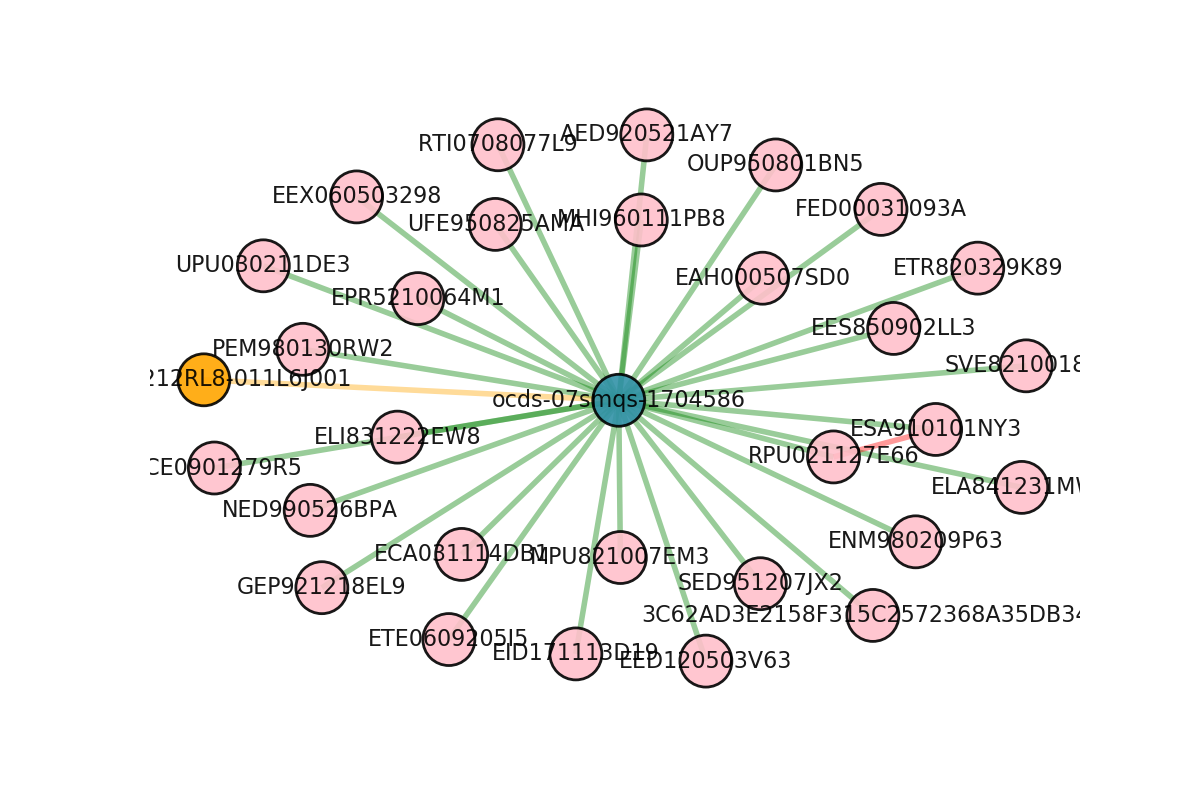 AED920521AY7
RTI0708077L9
OUP950801BN5
EEX060503298
FED00031093A
MHI960111PB8
UFE950825AMA
UPU030211DE3
ETR820329K89
EAH000507SD0
EPR5210064M1
EES850902LL3
PEM980130RW2
SVE8210018
212RL8-011L6J001
ocds-07smqs-1704586
ESA910101NY3
ELI831222EW8
RPU021127E66
CE0901279R5
ELA841231M
NED990526BPA
ENM980209P63
ECA031114DB1
MPU821007EM3
SED951207JX2
GEP921218EL9
3C62AD3E2158F315C2572368A35DB34
ETE0609205I5
EID171113D19
EED120503V63